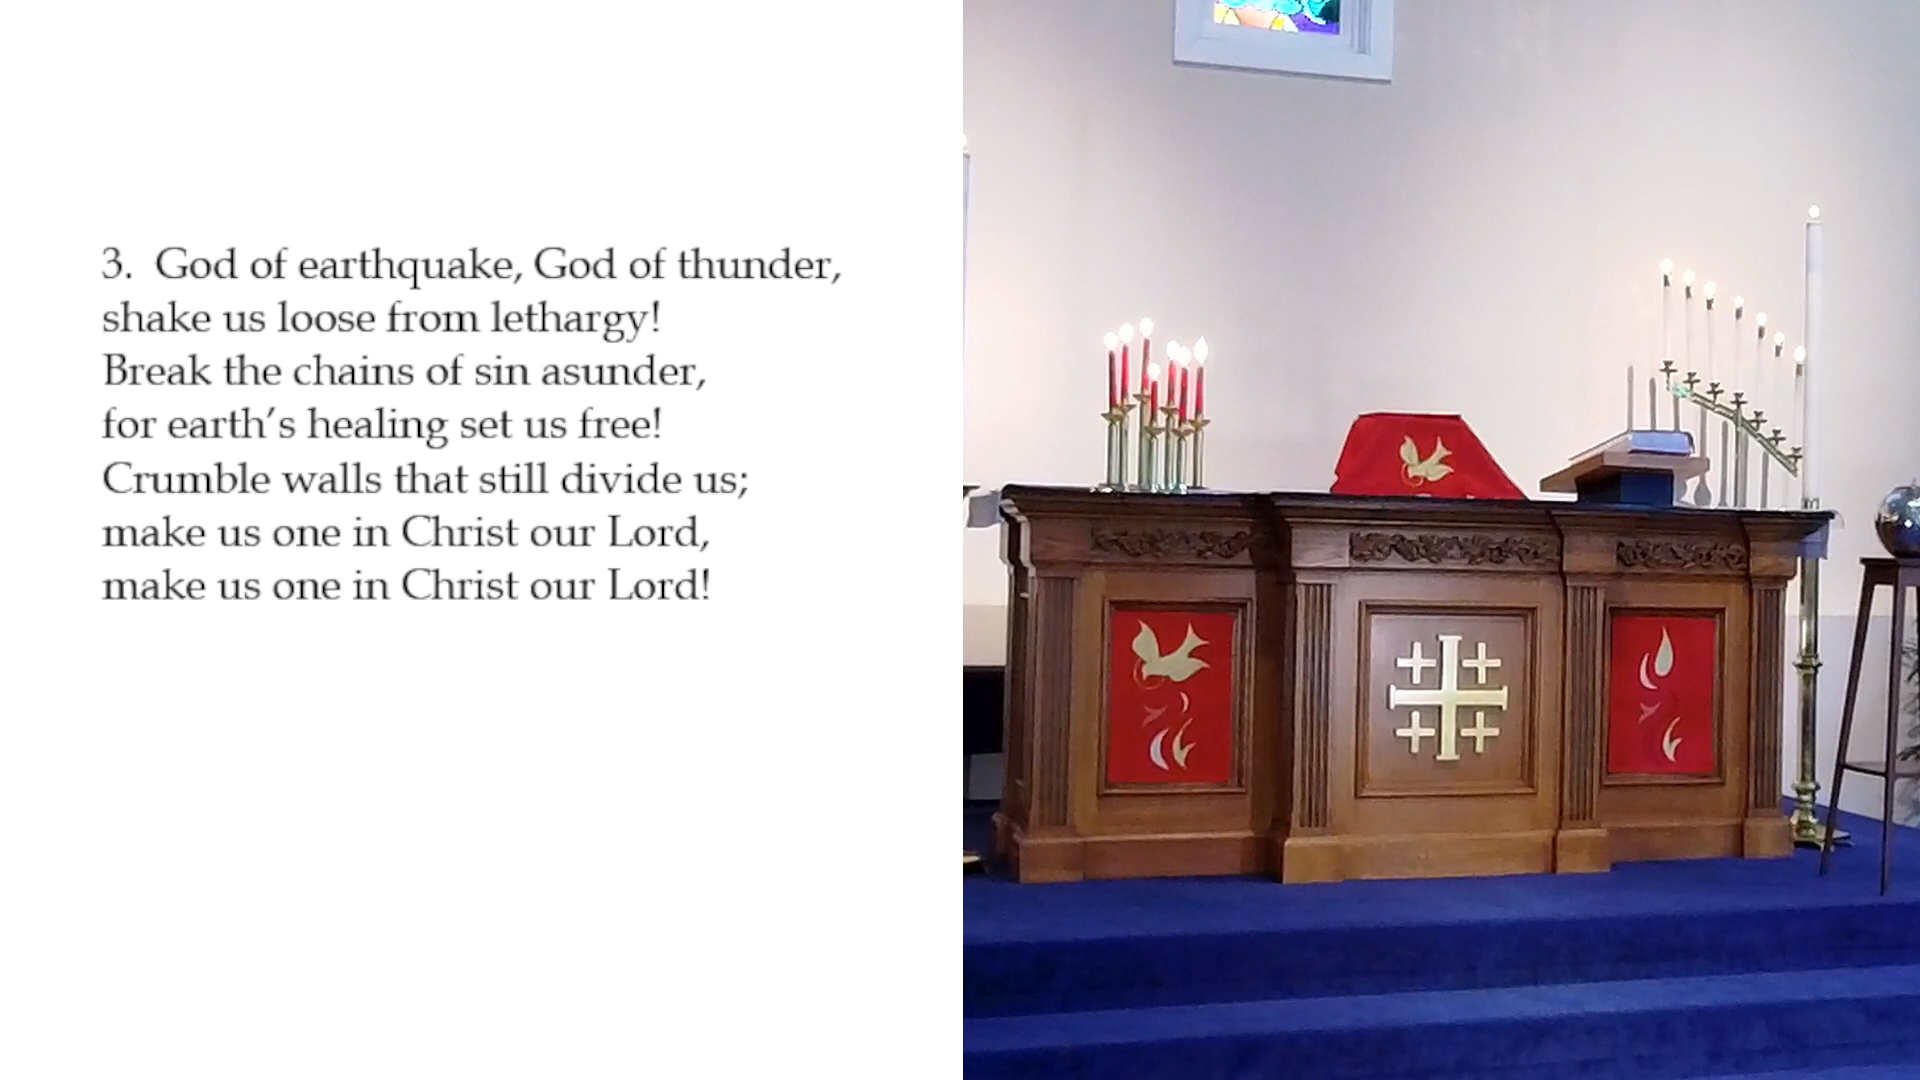 3.  God of earthquake, God of thunder,
shake us loose from lethargy!
Break the chains of sin asunder,
for earth’s healing set us free!
Crumble walls that still divide us;
make us one in Christ our Lord,
make us one in Christ our Lord!